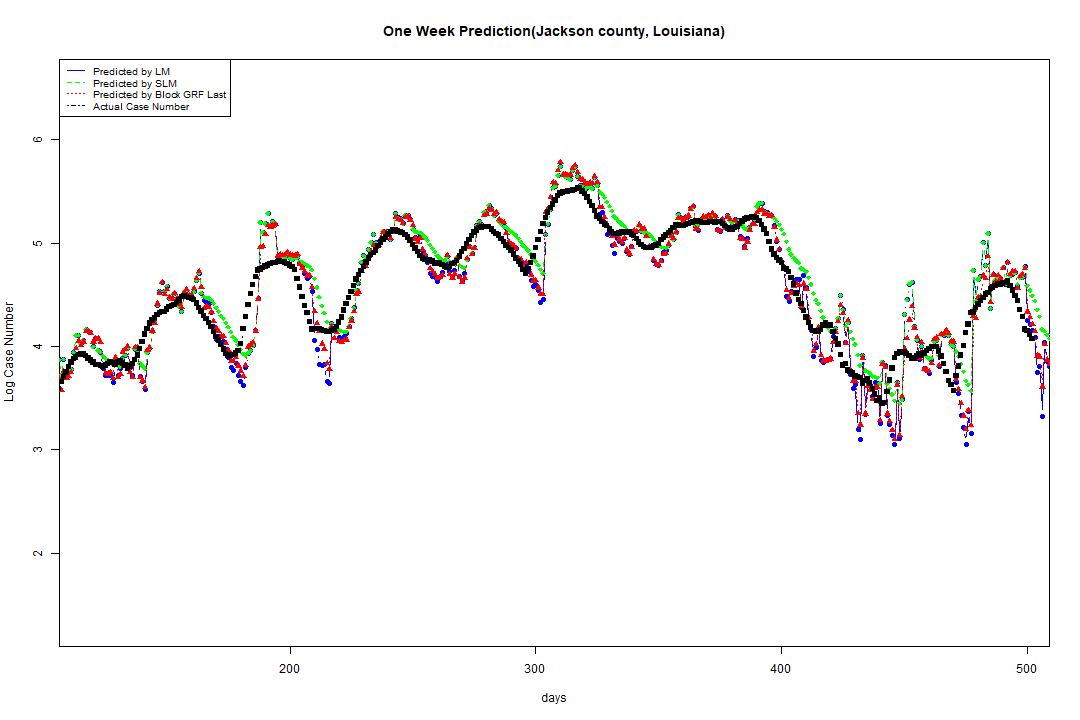 One Week Prediction(Jackson county, Louisiana)
Predicted by LM
Predicted by SLM
Predicted by Block GRF Last
Actual Case Number
Log Case Number
6
5
4
3
2
200 300 400 500
days